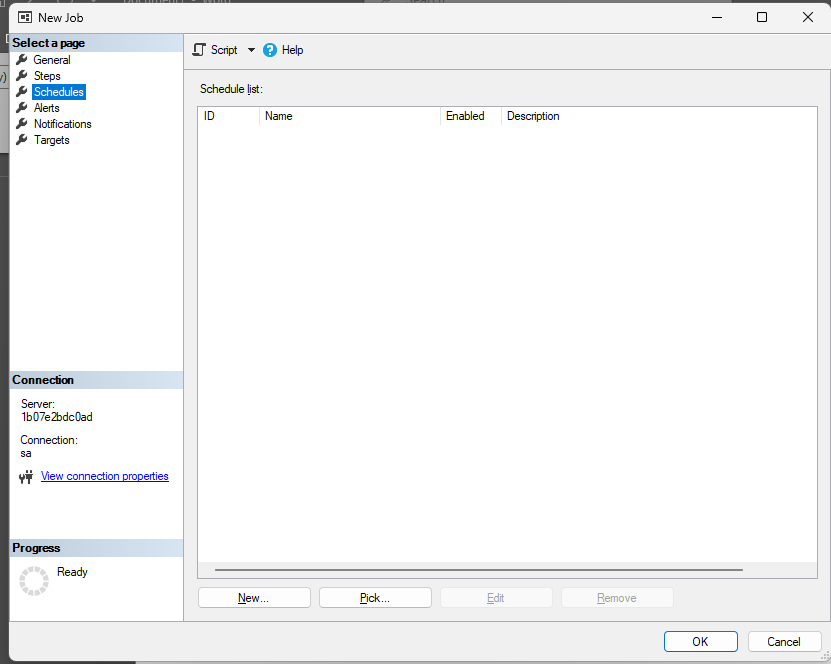 New Job
Select a page
General
Steps
Schedules
Alerts
Notifications
Targets
Script
Help
Schedule list:
ID Name Enabled Description
Connection
Server:
1b07e2bdc0ad
Connection:
sa
View connection properties
Progress
Ready
New...
Pick...
Edit
Remove
OK
Cancel